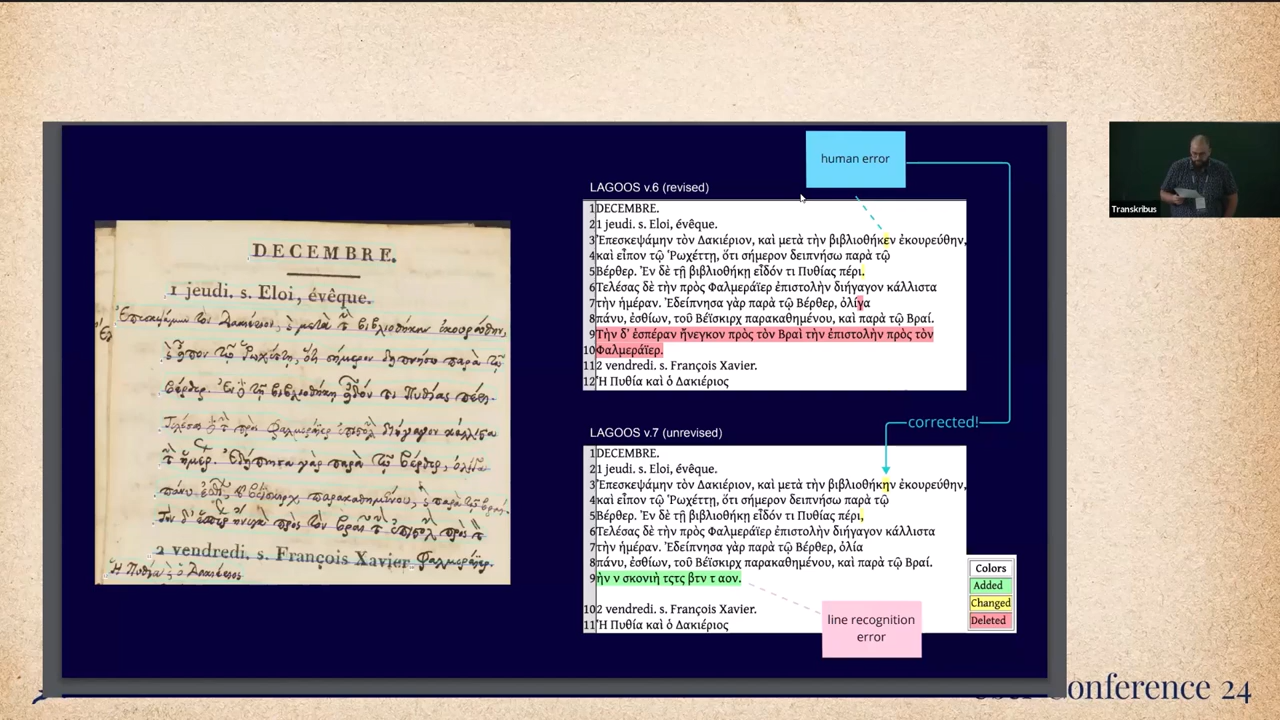 human error
LAGOOS v.6 (revised)
1 DECEMBRE.
2 1 jeudi. s. Eloi, évêque.
3 Ἐπεσκεψάμην τὸν Δακιέριον, καὶ μετὰ τὴν βιβλιοθήκεν ἐκουρεύθην,
4 καὶ εἶπον τῷ Ῥωχέττῃ, ὅτι σήμερον δειπνήσω παρὰ τῷ
5 Βέρθερ. Ἐν δὲ τῇ βιβλιοθήκῃ εἶδόν τι Πυθίας πέρι.
6 Τελέσας δὲ τὴν πρὸς Φαλμεράϊερ ἐπιστολὴν διήγαγον κάλλιστα
7 τὴν ἡμέραν. Ἐδείπνησα γὰρ παρὰ τῷ Βέρθερ, ὀλίγα
8 πάνυ, ἐσθίων, τοῦ Βέϊσκιρχ παρακαθημένου, καὶ παρὰ τῷ Βραί.
9 Τὴν δ' ἑσπέραν ἤνεγκον πρὸς τὸν Βραὶ τὴν ἐπιστολὴν πρὸς τὸν
10 Φαλμεράϊερ.
11 2 vendredi. s. François Xavier.
12 Ἡ Πυθία καὶ ὁ Δακιέριος
DECEMBRE.
1 jeudi. s. Eloi, évêque.
2 vendredi. s. François Xavier.
corrected!
LAGOOS v.7 (unrevised)
1 DECEMBRE.
2 1 jeudi. s. Eloi, évêque.
3 Ἐπεσκεψάμην τὸν Δακιέριον, καὶ μετὰ τὴν βιβλιοθήκην ἐκουρεύθην,
4 καὶ εἶπον τῷ Ῥωχέττῃ, ὅτι σήμερον δειπνήσω παρὰ τῷ
5 Βέρθερ. Ἐν δὲ τῇ βιβλιοθήκῃ εἶδόν τι Πυθίας πέρι,
6 Τελέσας δὲ τὴν πρὸς Φαλμεράϊερ ἐπιστολὴν διήγαγον κάλλιστα
7 τὴν ἡμέραν. Ἐδείπνησα γὰρ παρὰ τῷ Βέρθερ, ὀλία
8 πάνυ, ἐσθίων, τοῦ Βέϊσκιρχ παρακαθημένου, καὶ παρὰ τῷ Βραί.
9 ὴν ν σκονιὴ τςτς βτν τ αον.
10 2 vendredi. s. François Xavier.
11 Ἡ Πυθία καὶ ὁ Δακιέριος
Colors
Added
Changed
Deleted
line recognition
error
Transkribus
Conference 24